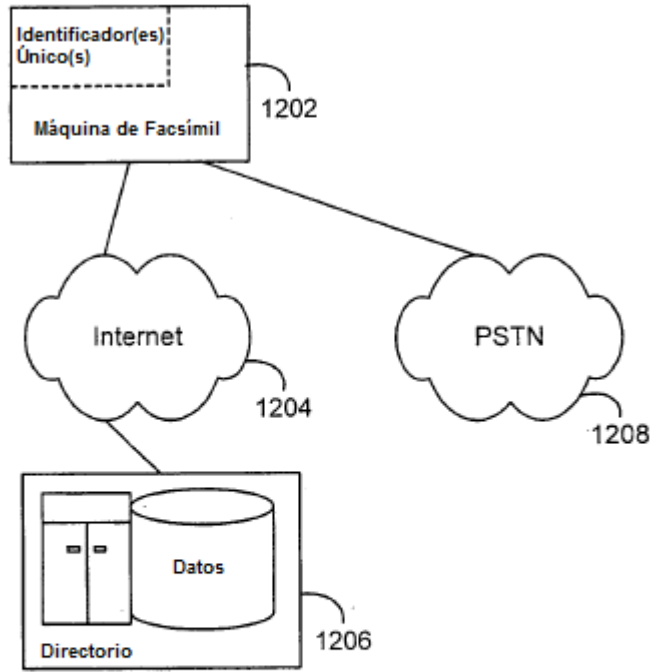 Identificador(es)
Único(s)
Máquina de Facsímil
1202
Internet
1204
PSTN
1208
Datos
Directorio
1206